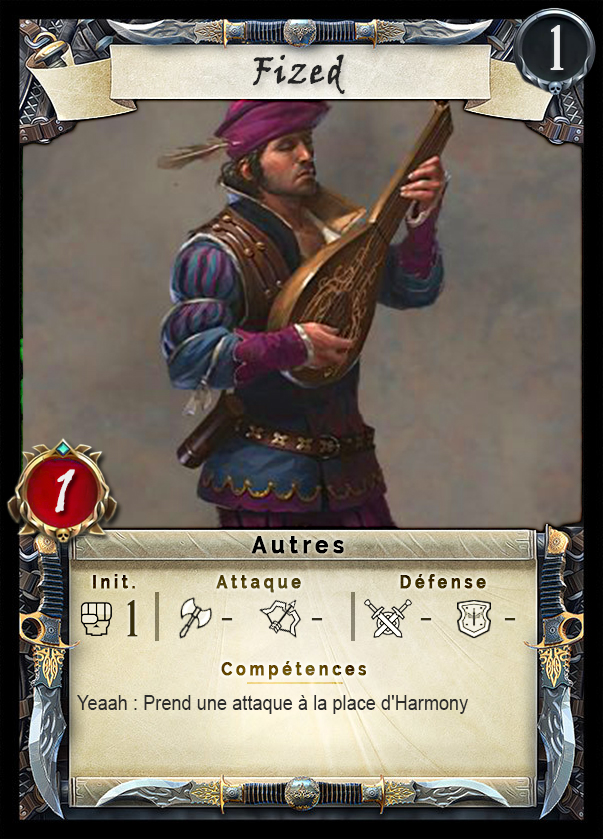 Fized
1
1
Autres
Init. Attaque Défense
1 - - - -
Compétences
Yeaah : Prend une attaque à la place d'Harmony